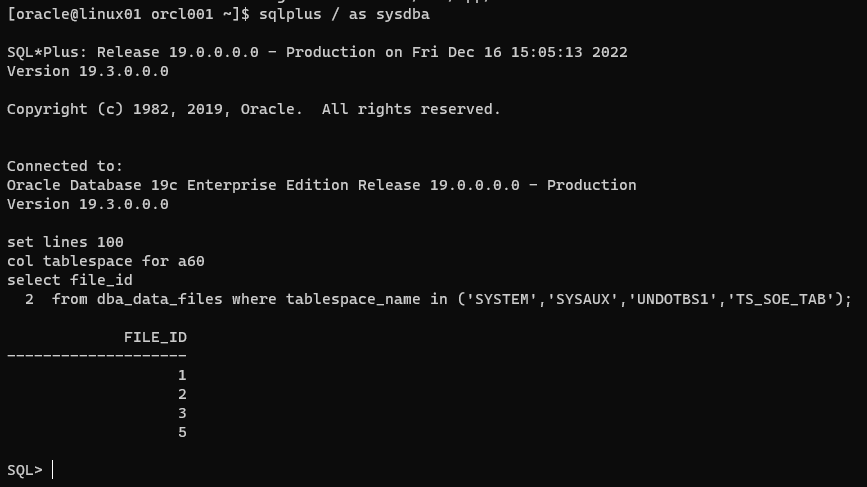 [oracle@linux01 orcl001 ~]$ sqlplus / as sysdba
SQL*Plus: Release 19.0.0.0.0 - Production on Fri Dec 16 15:05:13 2022
Version 19.3.0.0.0
Copyright (c) 1982, 2019, Oracle.  All rights reserved.
Connected to:
Oracle Database 19c Enterprise Edition Release 19.0.0.0.0 - Production
Version 19.3.0.0.0
set lines 100
col tablespace for a60
select file_id
  2  from dba_data_files where tablespace_name in ('SYSTEM','SYSAUX','UNDOTBS1','TS_SOE_TAB');
             FILE_ID
--------------------
                   1
                   2
                   3
                   5
SQL>